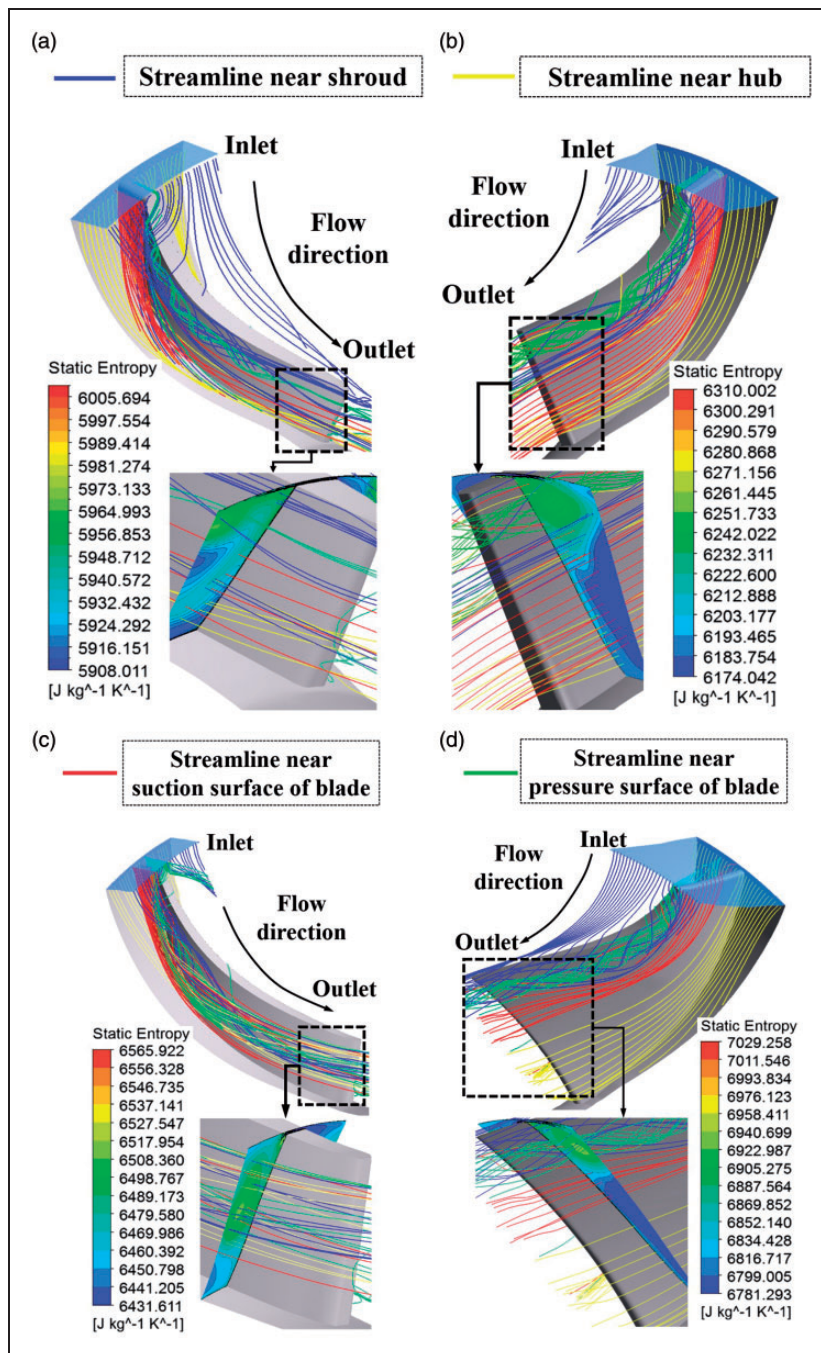 (a)
Streamline near shroud
Inlet
Flow
direction
Outlet
Static Entropy
6005.694
5997.554
5989.414
5981.274
5973.133
5964.993
5956.853
5948.712
5940.572
5932.432
5924.292
5916.151
5908.011
[J kg^-1 K^-1]
(b)
Streamline near hub
Inlet
Flow
direction
Outlet
Static Entropy
6310.002
6300.291
6290.579
6280.868
6271.156
6261.445
6251.733
6242.022
6232.311
6222.600
6212.888
6203.177
6193.465
6183.754
6174.042
[J kg^-1 K^-1]
(c)
Streamline near
suction surface of blade
Inlet
Flow
direction
Outlet
Static Entropy
6565.922
6556.328
6546.735
6537.141
6527.547
6517.954
6508.360
6498.767
6489.173
6479.580
6469.986
6460.392
6450.798
6441.205
6431.611
[J kg^-1 K^-1]
(d)
Streamline near
pressure surface of blade
Inlet
Flow
direction
Outlet
Static Entropy
7029.258
7011.546
6993.834
6976.123
6958.411
6940.699
6922.987
6905.275
6887.564
6869.852
6852.140
6834.428
6816.717
6799.005
6781.293
[J kg^-1 K^-1]